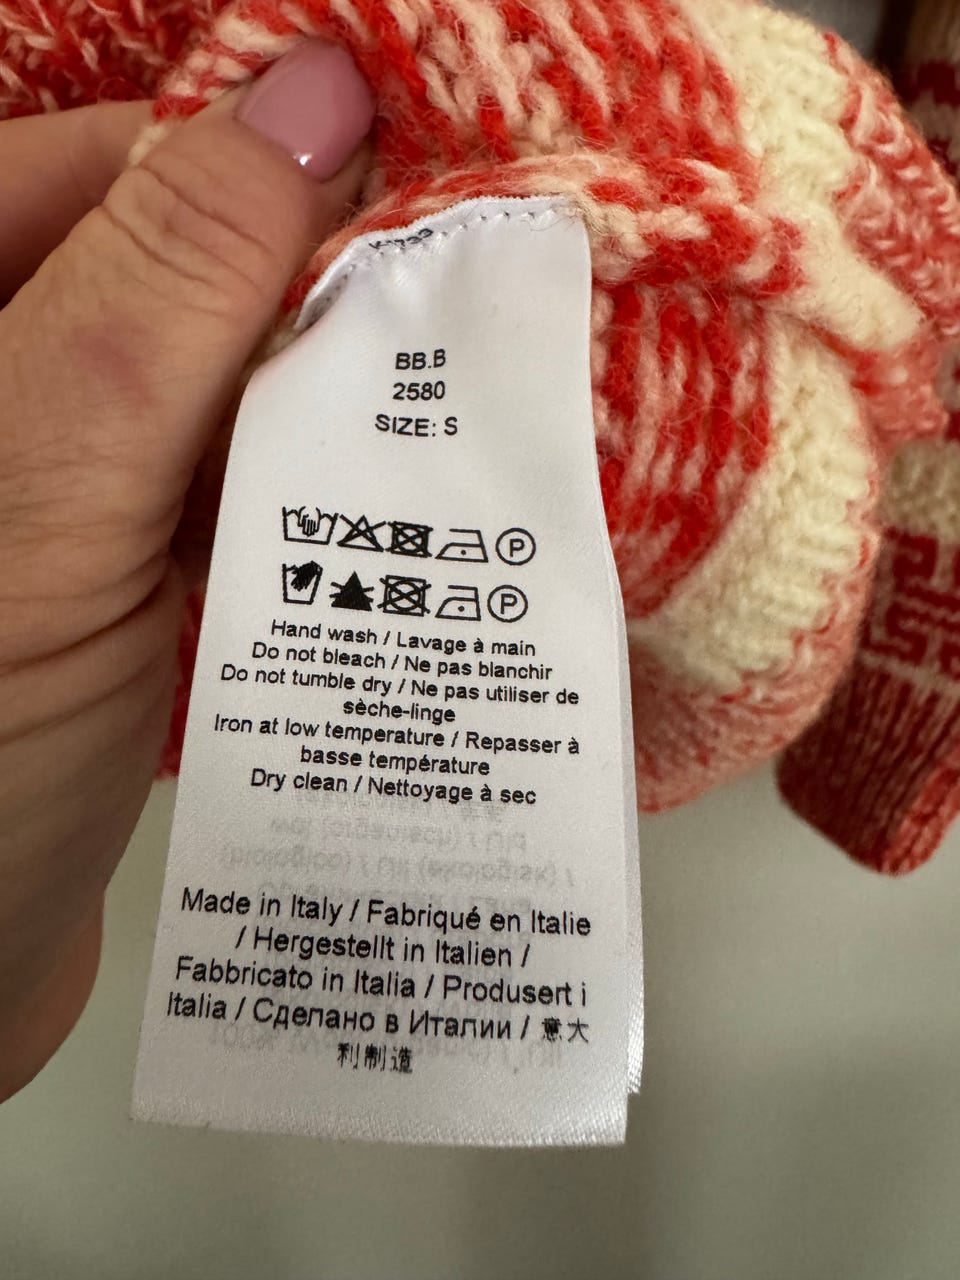 BB.B
2580
SIZE: S
P
P
Hand wash / Lavage à main
Do not bleach / Ne pas blanchir
Do not tumble dry / Ne pas utiliser de
sèche-linge
Iron at low temperature / Repasser à
basse température
Dry clean / Nettoyage à sec
Made in Italy / Fabriqué en Italie
/ Hergestellt in Italien /
Fabbricato in Italia / Produsert i
Italia / Сделано в Италии / 意大
利制造